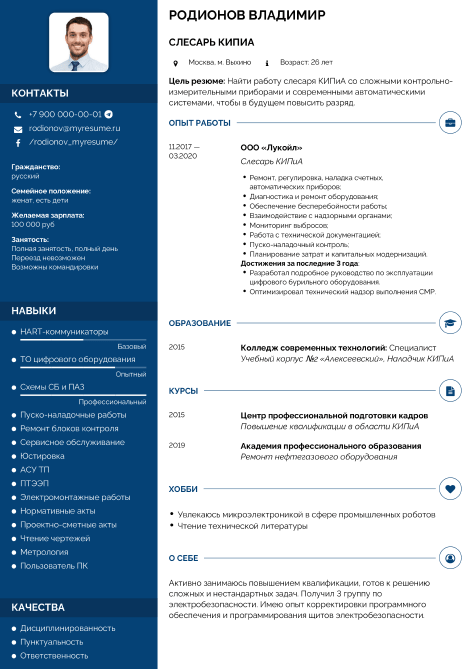 КОНТАКТЫ
+7 900 000-00-01
rodionov@myresume.ru
/rodionov_myresume/
Гражданство:
русский
Семейное положение:
женат, есть дети
Желаемая зарплата:
100 000 руб
Занятость:
Полная занятость, полный день
Переезд невозможен
Возможны командировки
НАВЫКИ
HART-коммуникаторы
Базовый
ТО цифрового оборудования
Опытный
Схемы СБ и ПАЗ
Профессиональный
Пуско-наладочные работы
Ремонт блоков контроля
Сервисное обслуживание
Юстировка
АСУ ТП
ПТЭЭП
Электромонтажные работы
Нормативные акты
Проектно-сметные акты
Чтение чертежей
Метрология
Пользователь ПК
КАЧЕСТВА
Дисциплинированность
Пунктуальность
Ответственность
РОДИОНОВ ВЛАДИМИР
СЛЕСАРЬ КИПИА
Москва, м. Выхино Возраст: 26 лет
Цель резюме: Найти работу слесаря КИПиА со сложными контрольно-
измерительными приборами и современными автоматическими
системами, чтобы в будущем повысить разряд.
ОПЫТ РАБОТЫ
11.2017 —
03.2020
ООО «Лукойл»
Слесарь КИПиА
Ремонт, регулировка, наладка счетных,
автоматических приборов;
Диагностика и ремонт оборудования;
Обеспечение бесперебойности работы;
Взаимодействие с надзорными органами;
Мониторинг выбросов;
Работа с технической документацией;
Пуско-наладочный контроль;
Планирование затрат и капитальных модернизаций.
Достижения за последние 3 года:
Разработал подробное руководство по эксплуатации
цифрового бурильного оборудования.
Оптимизировал технический надзор выполнения СМР.
ОБРАЗОВАНИЕ
2015 Колледж современных технологий: Специалист
Учебный корпус №2 «Алексеевский», Наладчик КИПиА
КУРСЫ
2015 Центр профессиональной подготовки кадров
Повышение квалификации в области КИПиА
2019 Академия профессионального образования
Ремонт нефтегазового оборудования
ХОББИ
Увлекаюсь микроэлектроникой в сфере промышленных роботов
Чтение технической литературы
О СЕБЕ
Активно занимаюсь повышением квалификации, готов к решению
сложных и нестандартных задач. Получил 3 группу по
электробезопасности. Имею опыт корректировки программного
обеспечения и программирования щитов электробезопасности.